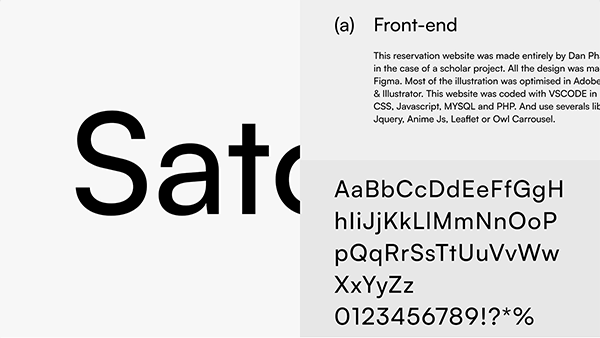 Sat
(a) Front-end
This reservation website was made entirely by Dan Ph
in the case of a scholar project. All the design was ma
Figma. Most of the illustration was optimised in Adobe
& Illustrator. This website was coded with VSCODE in
CSS, Javascript, MYSQL and PHP. And use severals lib
Jquery, Anime Js, Leaflet or Owl Carrousel.
AaBbCcDdEeFfGgH
hIiJjKkLlMmNnOoP
pQqRrSsTtUuVvWw
XxYyZz
0123456789!?*%